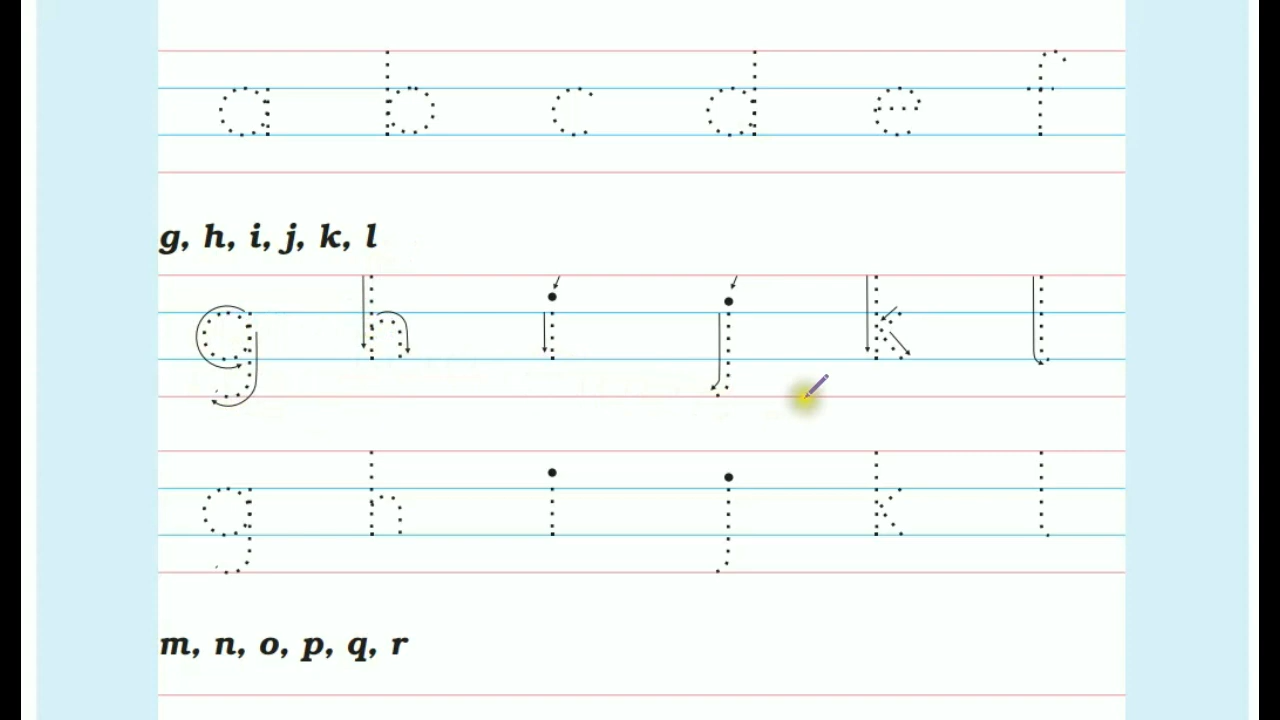 a b c d e f
g, h, i, j, k, l
g h i j k l
g h i j k l
m, n, o, p, q, r